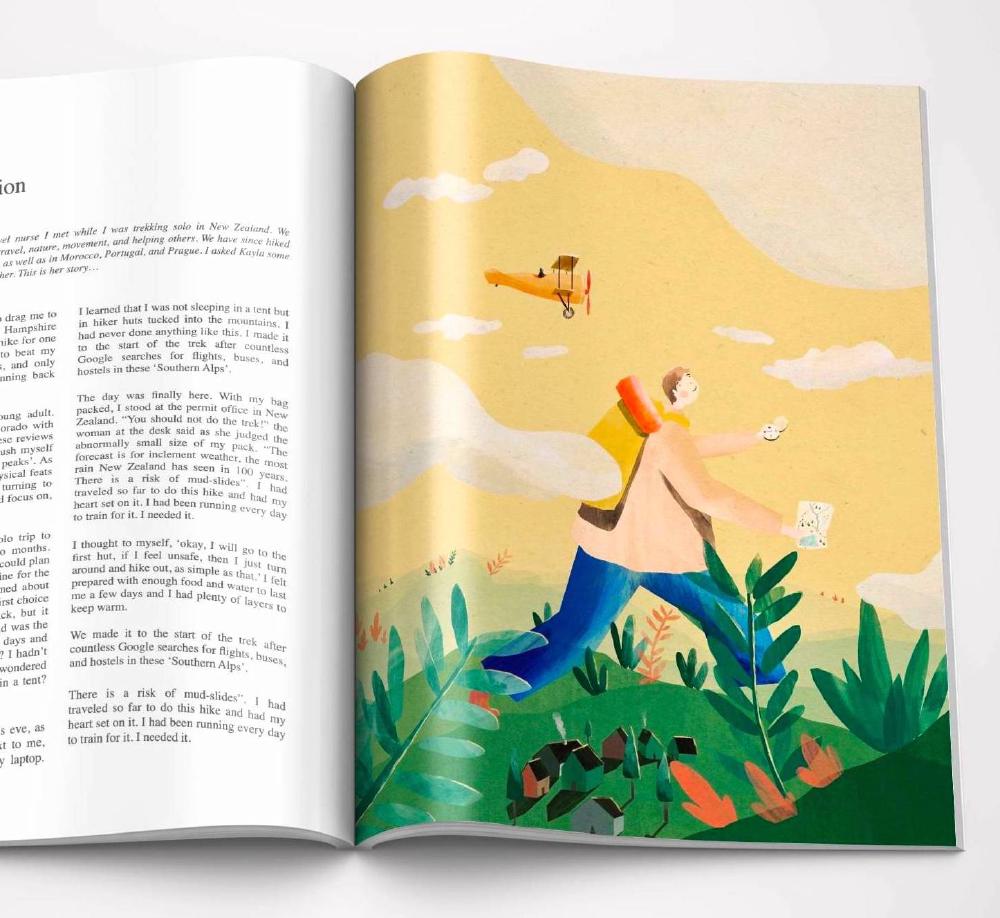 ion
vel nurse I met while I was trekking solo in New Zealand. We
ravel, nature, movement, and helping others. We have since hiked
as well as in Morocco, Portugal, and Prague. I asked Kayla some
her. This is her story…
o drag me to
Hampshire
nike for one
to beat my
s, and only
nning back
oung adult.
orado with
ese reviews
ush myself
peaks'. As
ysical feats
turning to
d focus on,
olo trip to
o months.
could plan
ine for the
med about
irst choice
ck, but it
d was the
days and
? I hadn't
wondered
in a tent?
s eve, as
xt to me,
y laptop.
I learned that I was not sleeping in a tent but
in hiker huts tucked into the mountains. I
had never done anything like this. I made it
to the start of the trek after countless
Google searches for flights, buses, and
hostels in these 'Southern Alps'.
The day was finally here. With my bag
packed, I stood at the permit office in New
Zealand. "You should not do the trek!" the
woman at the desk said as she judged the
abnormally small size of my pack. "The
forecast is for inclement weather, the most
rain New Zealand has seen in 100 years.
There is a risk of mud-slides". I had
traveled so far to do this hike and had my
heart set on it. I had been running every day
to train for it. I needed it.
I thought to myself, 'okay, I will go to the
first hut, if I feel unsafe, then I just turn
around and hike out, as simple as that.' I felt
prepared with enough food and water to last
me a few days and I had plenty of layers to
keep warm.
We made it to the start of the trek after
countless Google searches for flights, buses,
and hostels in these 'Southern Alps'.
There is a risk of mud-slides". I had
traveled so far to do this hike and had my
heart set on it. I had been running every day
to train for it. I needed it.